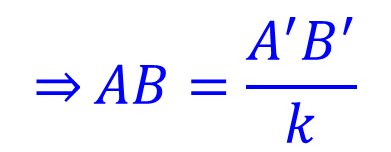 ⇒ AB = A′B′/k